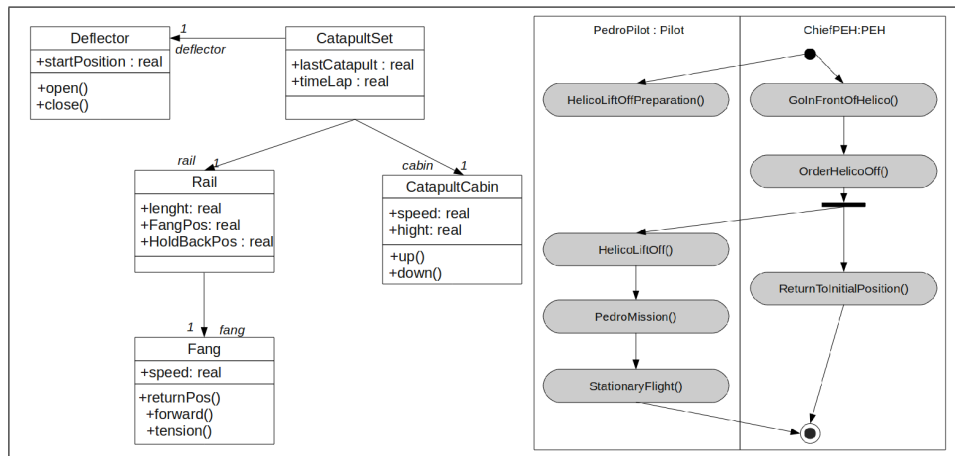 Deflector
+startPosition : real
+open()
+close()
1
deflector
CatapultSet
+lastCatapult : real
+timeLap : real
rail 1
Rail
+lenght: real
+FangPos: real
+HoldBackPos : real
cabin 1
CatapultCabin
+speed: real
+hight: real
+up()
+down()
1 fang
Fang
+speed: real
+returnPos()
+forward()
+tension()
PedroPilot : Pilot
ChiefPEH:PEH
HelicoLiftOffPreparation()
GoInFrontOfHelico()
OrderHelicoOff()
HelicoLiftOff()
ReturnToInitialPosition()
PedroMission()
StationaryFlight()